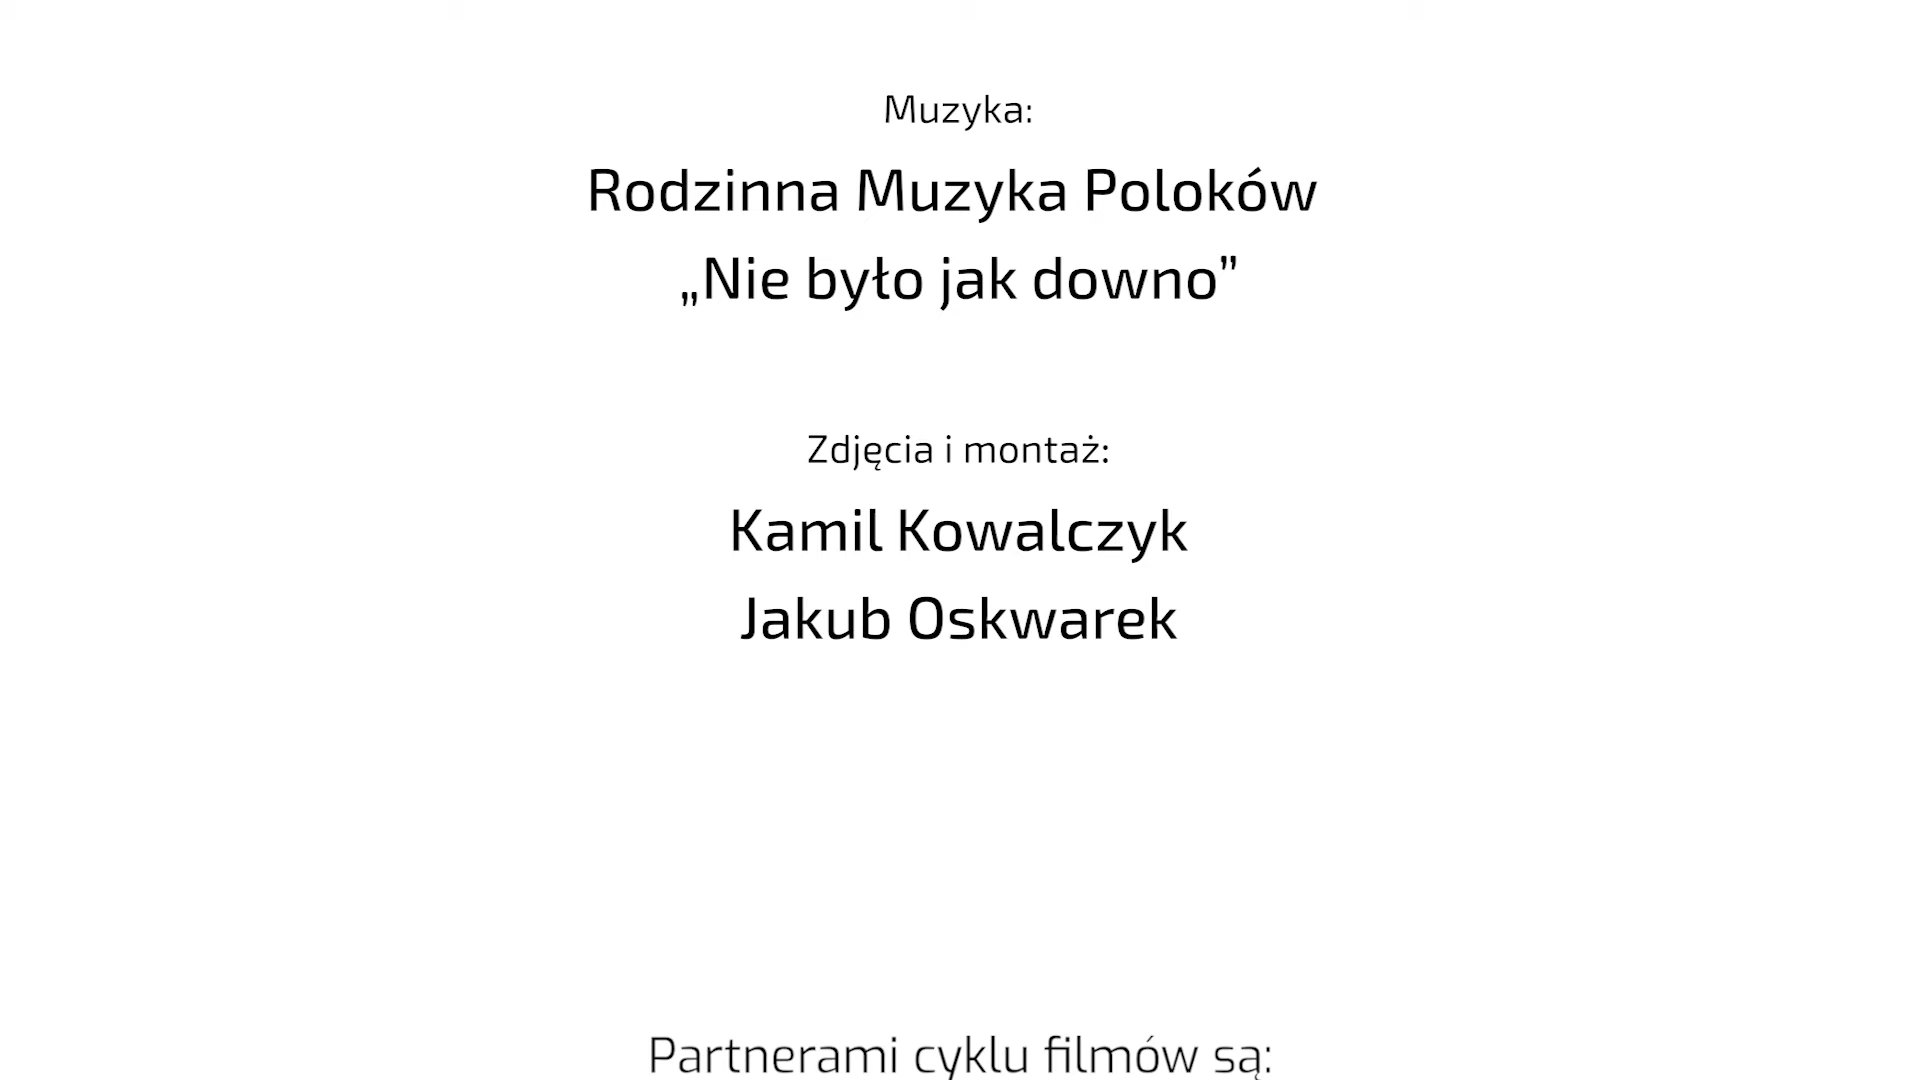 Muzyka:
Rodzinna Muzyka Poloków
„Nie było jak downo”
Zdjęcia i montaż:
Kamil Kowalczyk
Jakub Oskwarek
Partnerami cyklu filmów są: